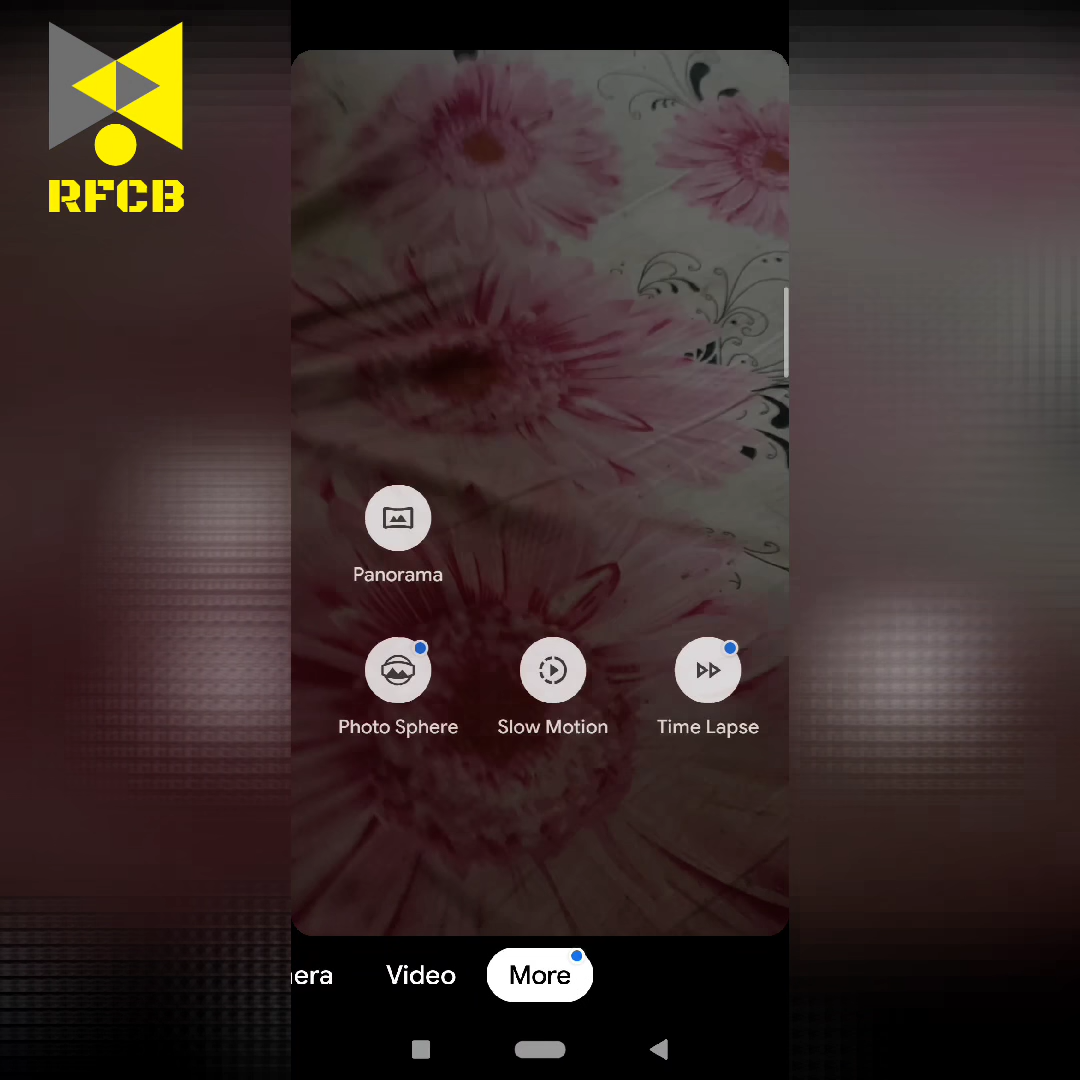 RFCB
Panorama
Photo Sphere
Slow Motion
Time Lapse
Video
More